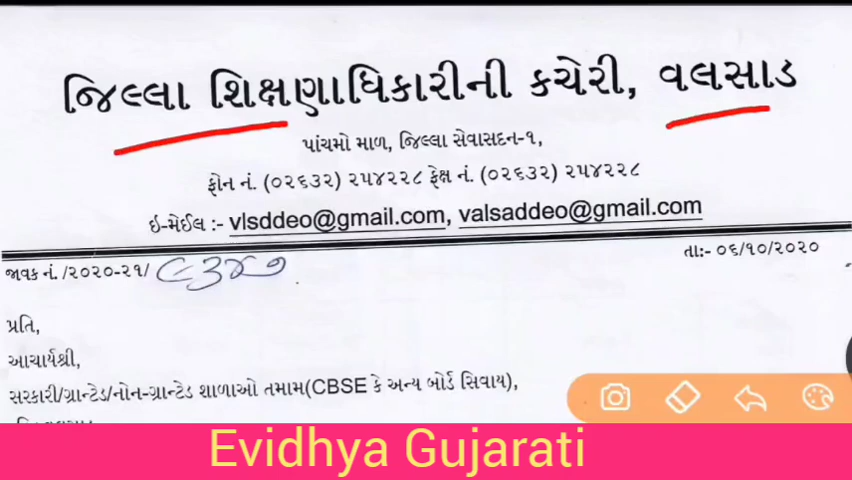 જિલ્લા શિક્ષણાધિકારીની કચેરી, વલસાડ
પાંચમો માળ, જિલ્લા સેવાસદન-૧,
ફોન નં. (૦૨૬૩૨) ૨૫૪૨૨૮ ફેક્ષ નં. (૦૨૬૩૨) ૨૫૪૨૨૮
ઇ-મેઈલ :- vlsddeo@gmail.com, valsaddeo@gmail.com
જાવક નં. /૨૦૨૦-૨૧/
તા:- ૦૬/૧૦/૨૦૨૦
પ્રતિ,
આચાર્યશ્રી,
સરકારી/ગ્રાન્ટેડ/નોન-ગ્રાન્ટેડ શાળાઓ તમામ(CBSE કે અન્ય બોર્ડ સિવાય),
Evidhya Gujarati